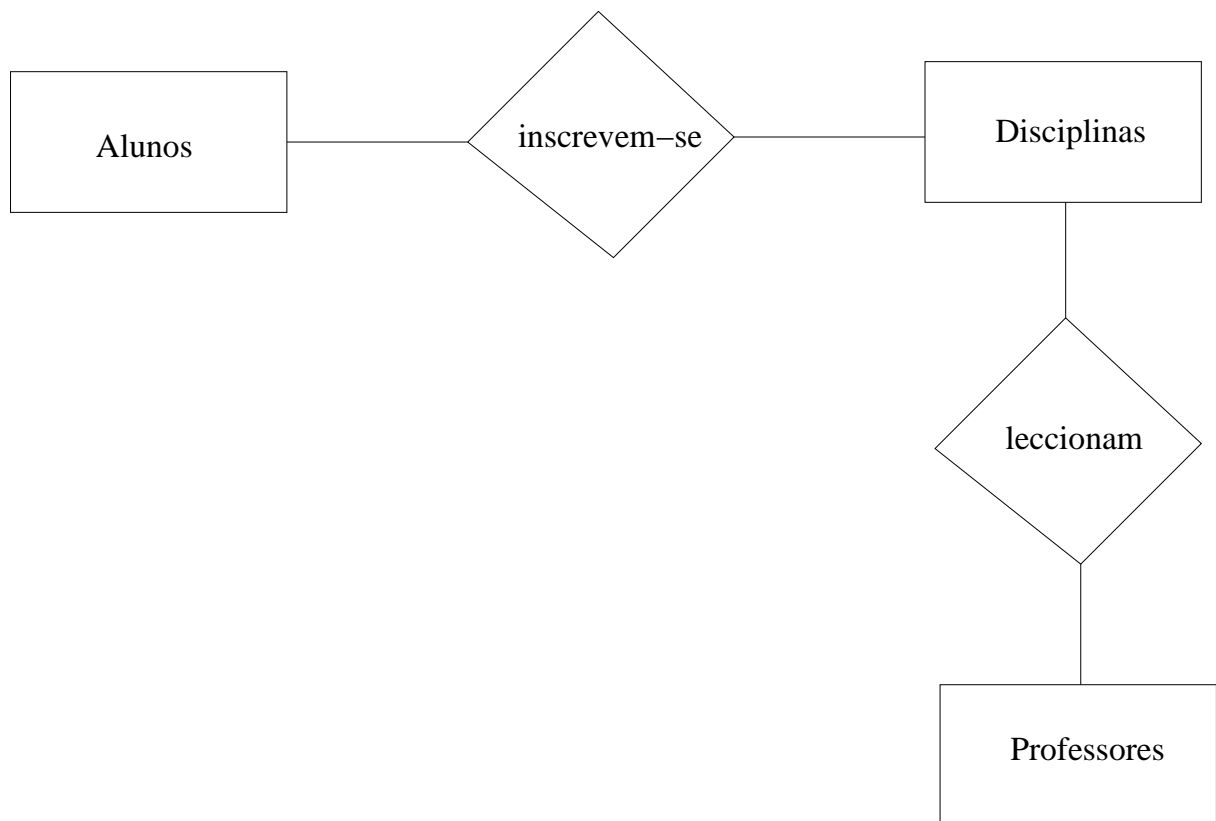 Alunos
inscrevem−se
Disciplinas
leccionam
Professores